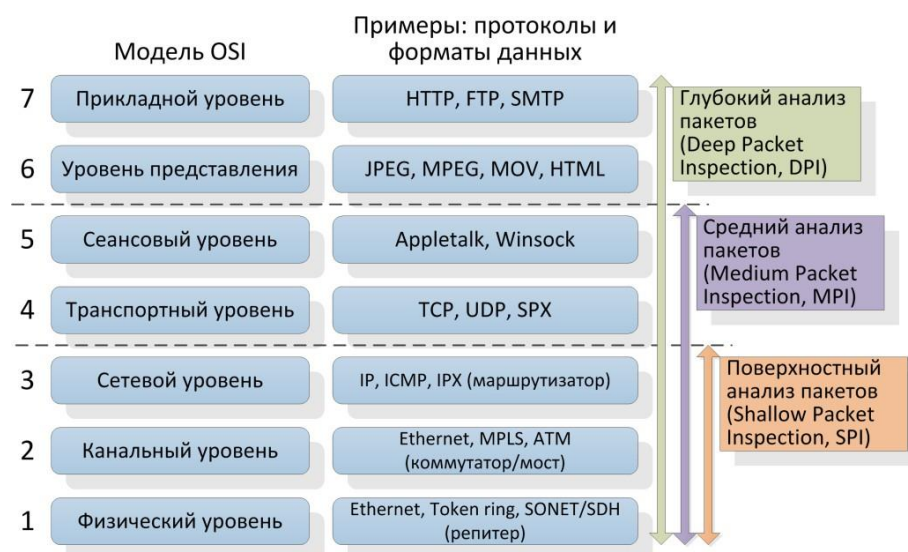 Модель OSI
Примеры: протоколы и
форматы данных
7
Прикладной уровень
HTTP, FTP, SMTP
Глубокий анализ
пакетов
(Deep Packet
Inspection, DPI)
6
Уровень представления
JPEG, MPEG, MOV, HTML
5
Сеансовый уровень
Appletalk, Winsock
Средний анализ
пакетов
(Medium Packet
Inspection, MPI)
4
Транспортный уровень
TCP, UDP, SPX
3
Сетевой уровень
IP, ICMP, IPX (маршрутизатор)
Поверхностный
анализ пакетов
(Shallow Packet
Inspection, SPI)
2
Канальный уровень
Ethernet, MPLS, ATM
(коммутатор/мост)
1
Физический уровень
Ethernet, Token ring, SONET/SDH
(репитер)